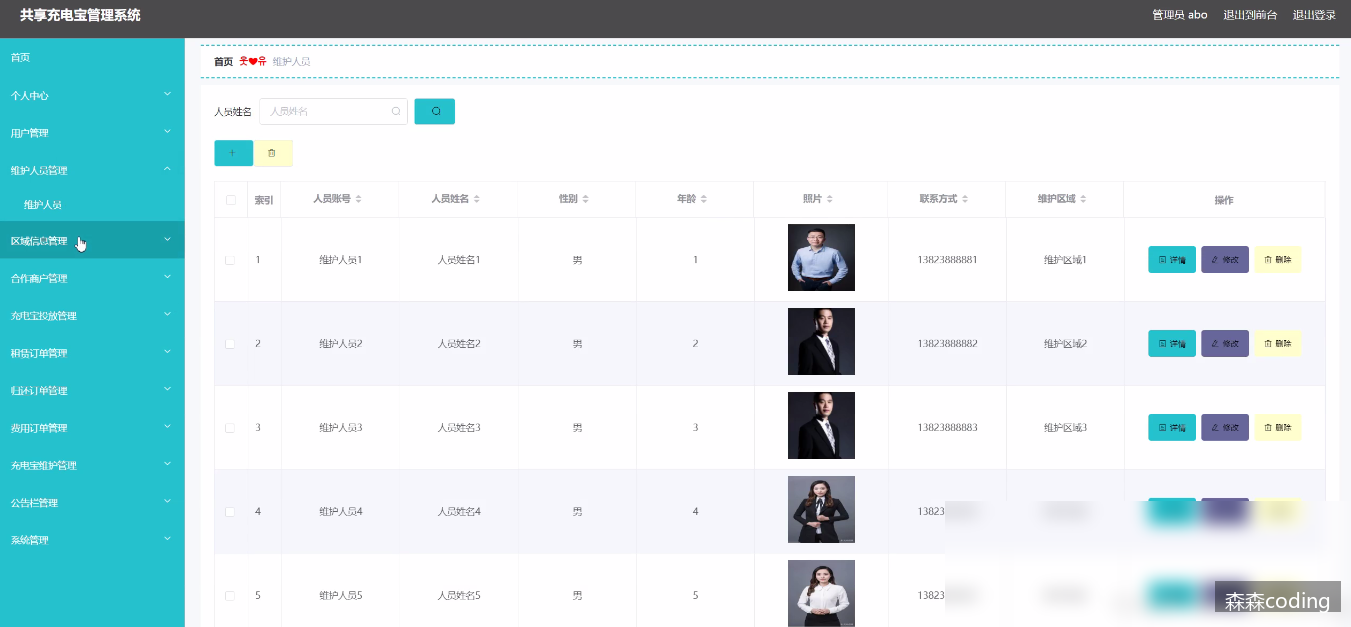 共享充电宝管理系统
管理员 abo 退出到前台 退出登录
首页
个人中心
用户管理
维护人员管理
维护人员
区域信息管理
合作商户管理
充电宝投放管理
租赁订单管理
归还订单管理
费用订单管理
充电宝维护管理
公告栏管理
系统管理
首页 维护人员
人员姓名 人员姓名
索引 人员账号 人员姓名 性别 年龄 照片 联系方式 维护区域 操作
1 维护人员1 人员姓名1 男 1 13823888881 维护区域1 详情 修改 删除
2 维护人员2 人员姓名2 男 2 13823888882 维护区域2 详情 修改 删除
3 维护人员3 人员姓名3 男 3 13823888883 维护区域3 详情 修改 删除
4 维护人员4 人员姓名4 男 4 13823
5 维护人员5 人员姓名5 男 5 13823
森森coding